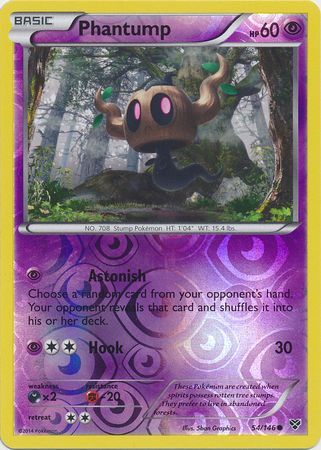 BASIC
Phantump
HP60
NO. 708 Stump Pokémon HT: 1'04" WT: 15.4 lbs.
Astonish
Choose a random card from your opponent's hand.
Your opponent reveals that card and shuffles it into
his or her deck.
Hook 30
weakness resistance
×2 -20
retreat
These Pokémon are created when
spirits possess rotten tree stumps.
They prefer to live in abandoned
forests.
©2014 Pokémon
Illus. 5ban Graphics
54/146